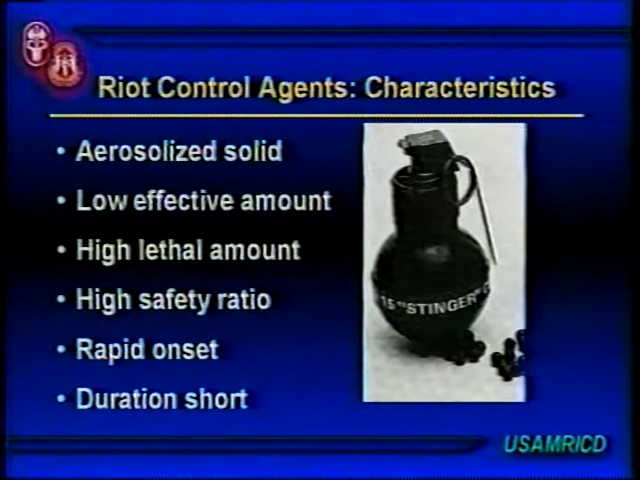 Riot Control Agents: Characteristics
• Aerosolized solid
• Low effective amount
• High lethal amount
• High safety ratio
• Rapid onset
• Duration short
15 "STINGER"
USAMRICD